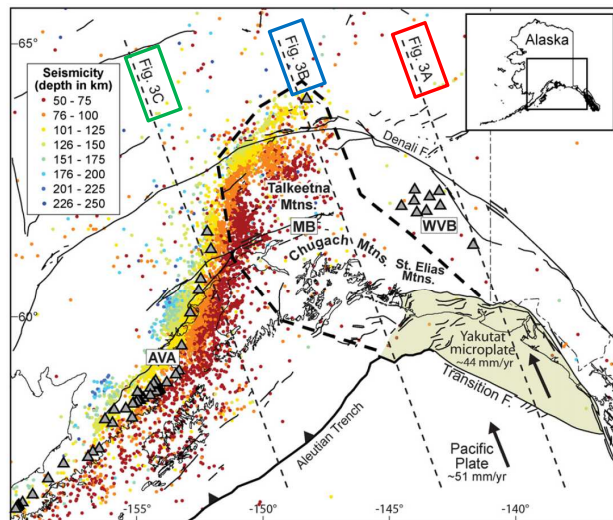 65°
Fig. 3C
Fig. 3B
Fig. 3A
Alaska
Seismicity
(depth in km)
50 - 75
76 - 100
101 - 125
126 - 150
151 - 175
176 - 200
201 - 225
226 - 250
Denali F.
Talkeetna
Mtns.
MB
WVB
Chugach Mtns.
St. Elias
Mtns.
60
AVA
Yakutat
microplate
~44 mm/yr
Transition F.
Aleutian Trench
Pacific
Plate
~51 mm/yr
-155
-150
-145°
-140°